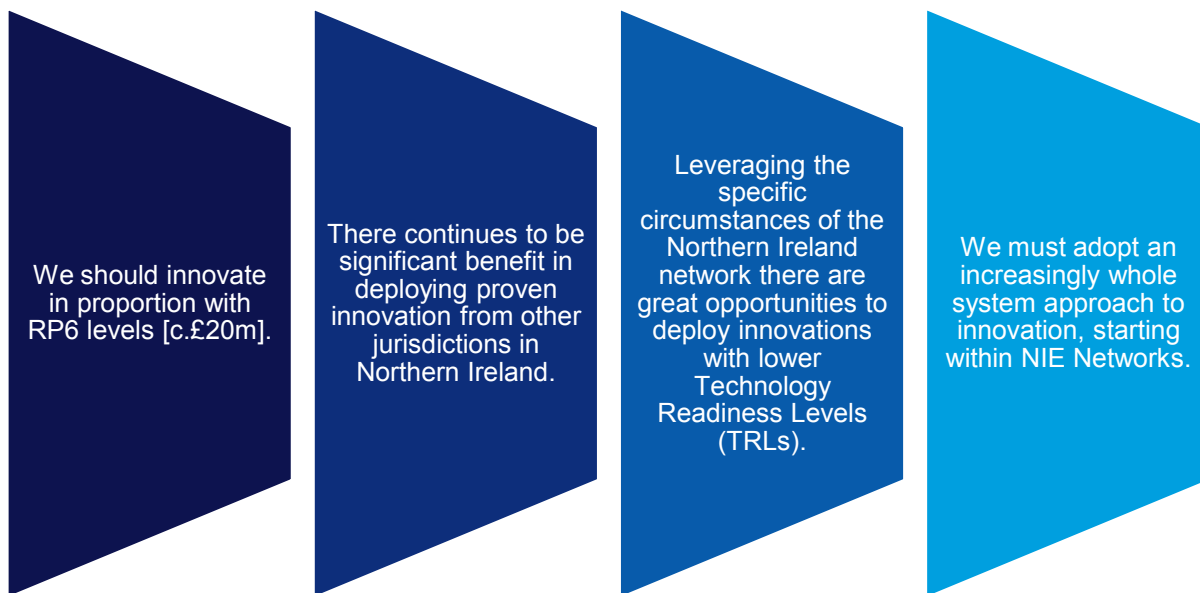 We should innovate
in proportion with
RP6 levels [c.£20m].
There continues to be
significant benefit in
deploying proven
innovation from other
jurisdictions in
Northern Ireland.
Leveraging the
specific
circumstances of the
Northern Ireland
network there are
great opportunities to
deploy innovations
with lower
Technology
Readiness Levels
(TRLs).
We must adopt an
increasingly whole
system approach to
innovation, starting
within NIE Networks.